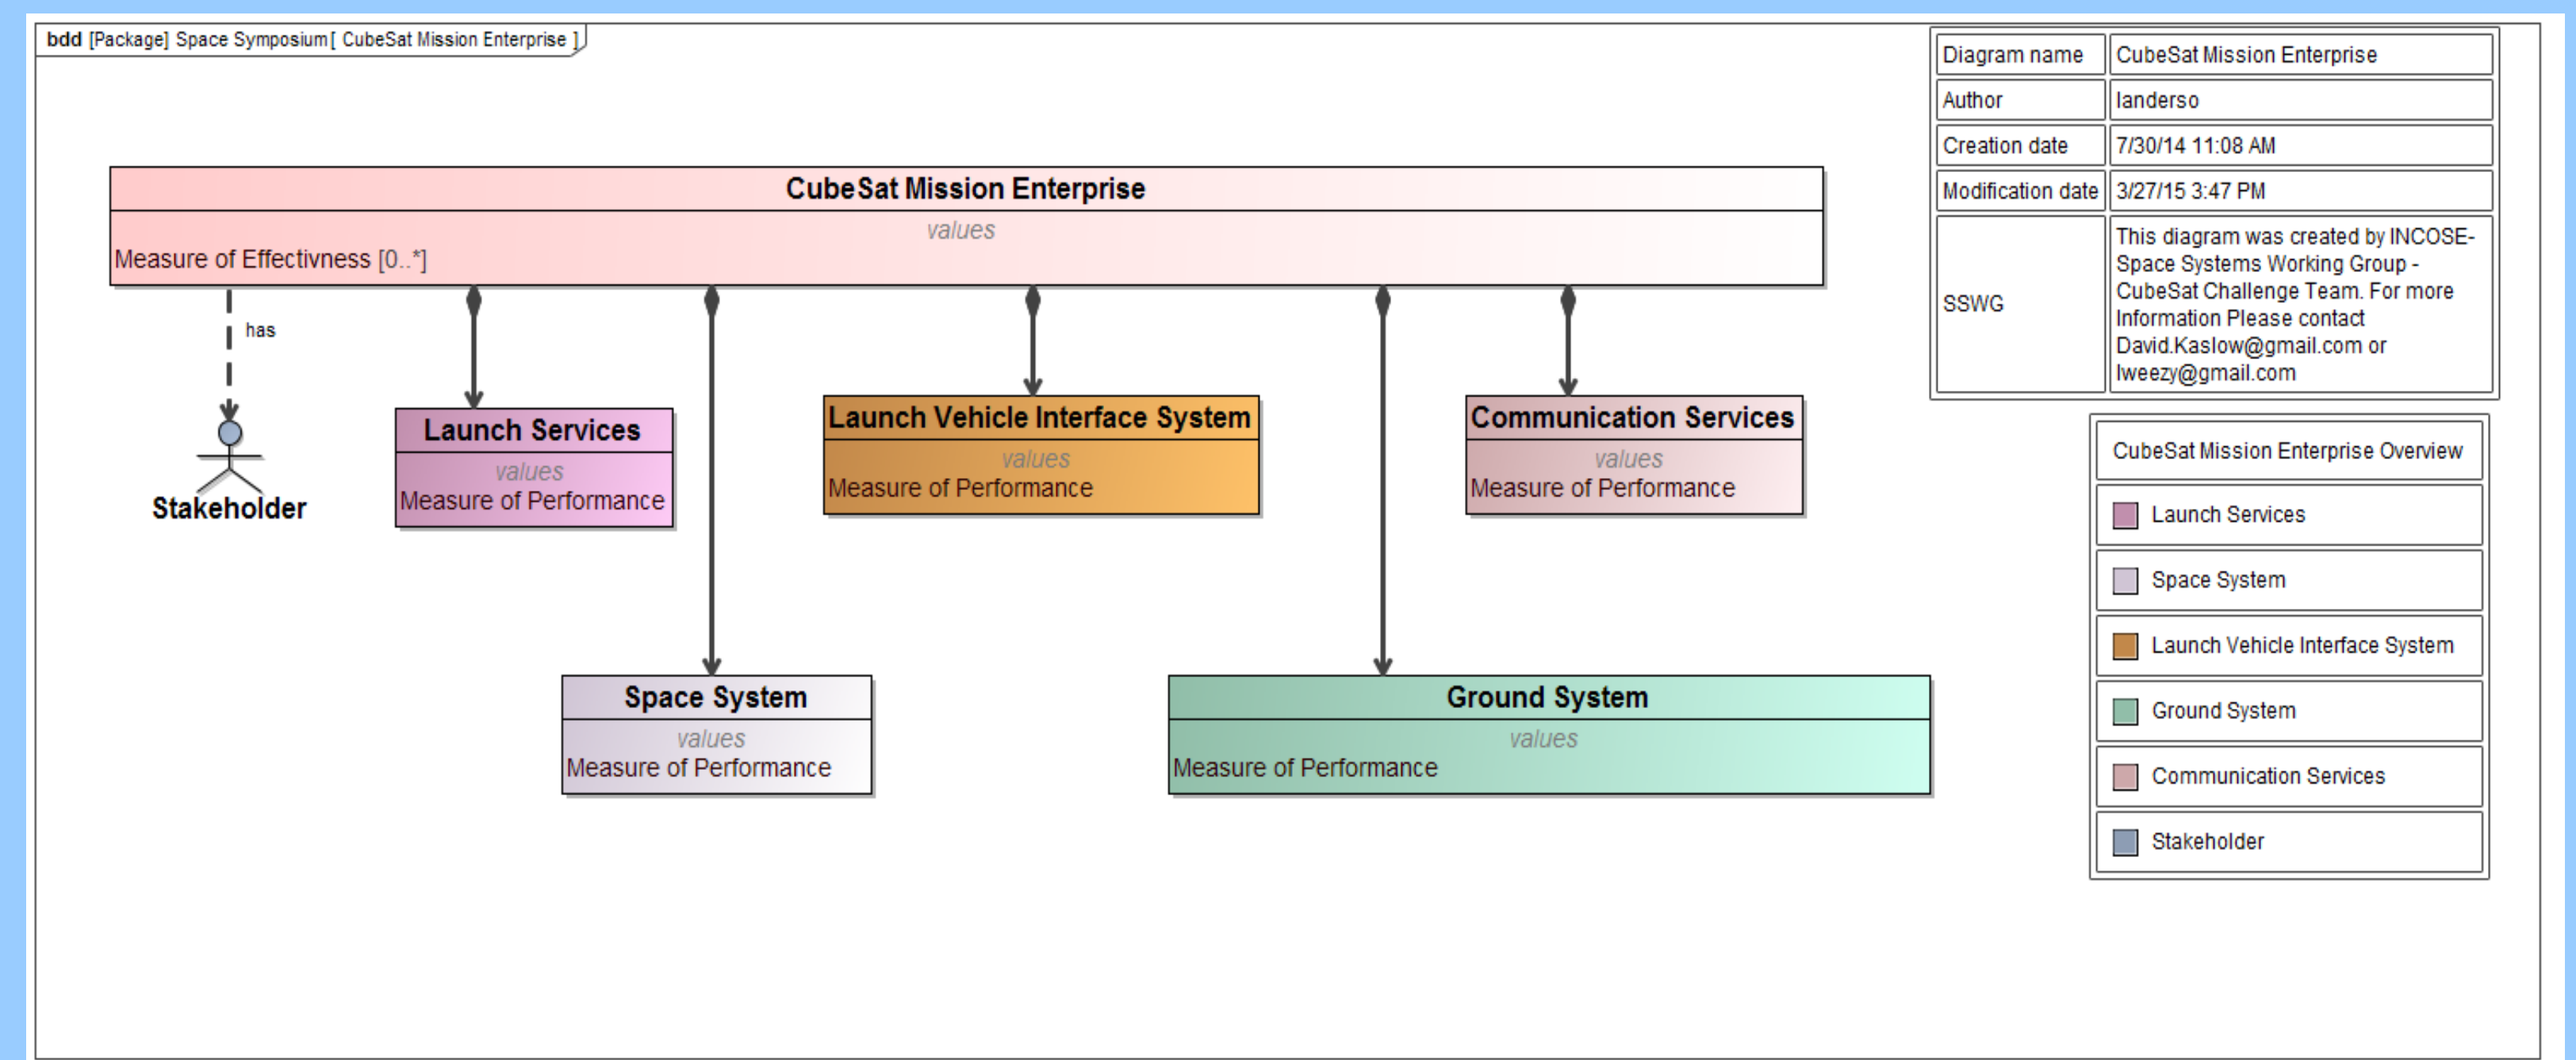 bdd [Package] Space Symposium[ CubeSat Mission Enterprise ]
CubeSat Mission Enterprise
values
Measure of Effectivness [0..*]
has
Stakeholder
Launch Services
values
Measure of Performance
Launch Vehicle Interface System
values
Measure of Performance
Communication Services
values
Measure of Performance
Space System
values
Measure of Performance
Ground System
values
Measure of Performance
Diagram name CubeSat Mission Enterprise
Author landerso
Creation date 7/30/14 11:08 AM
Modification date 3/27/15 3:47 PM
SSWG
This diagram was created by INCOSE-
Space Systems Working Group -
CubeSat Challenge Team. For more
Information Please contact
David.Kaslow@gmail.com or
lweezy@gmail.com
CubeSat Mission Enterprise Overview
Launch Services
Space System
Launch Vehicle Interface System
Ground System
Communication Services
Stakeholder